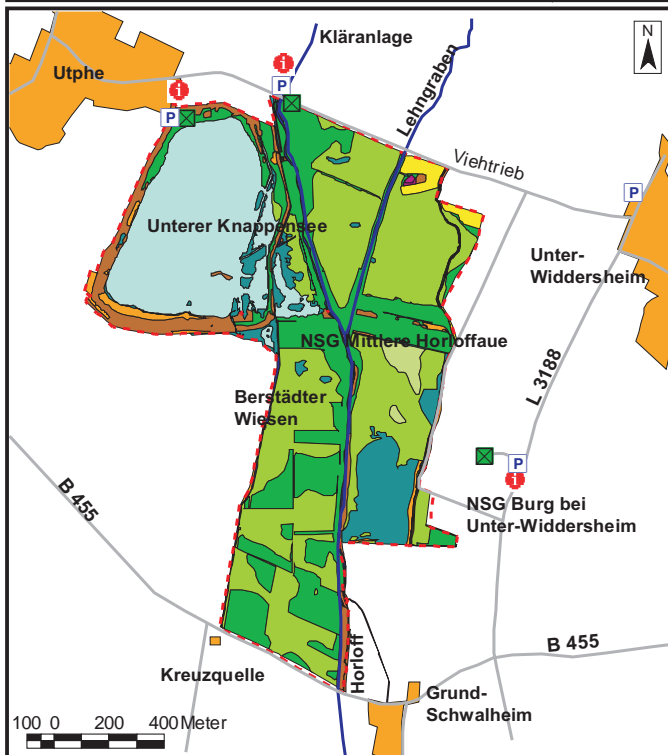 N
Kläranlage
Utphe
i
i
P
P
Lehngraben
Viehtrieb
P
Unterer Knappensee
Unter-
Widdersheim
NSG Mittlere Horloffaue
L 3188
Berstädter
Wiesen
P
i
B 455
NSG Burg bei
Unter-Widdersheim
B 455
Kreuzquelle
Horloff
Grund-
Schwalheim
100 0 200 400 Meter